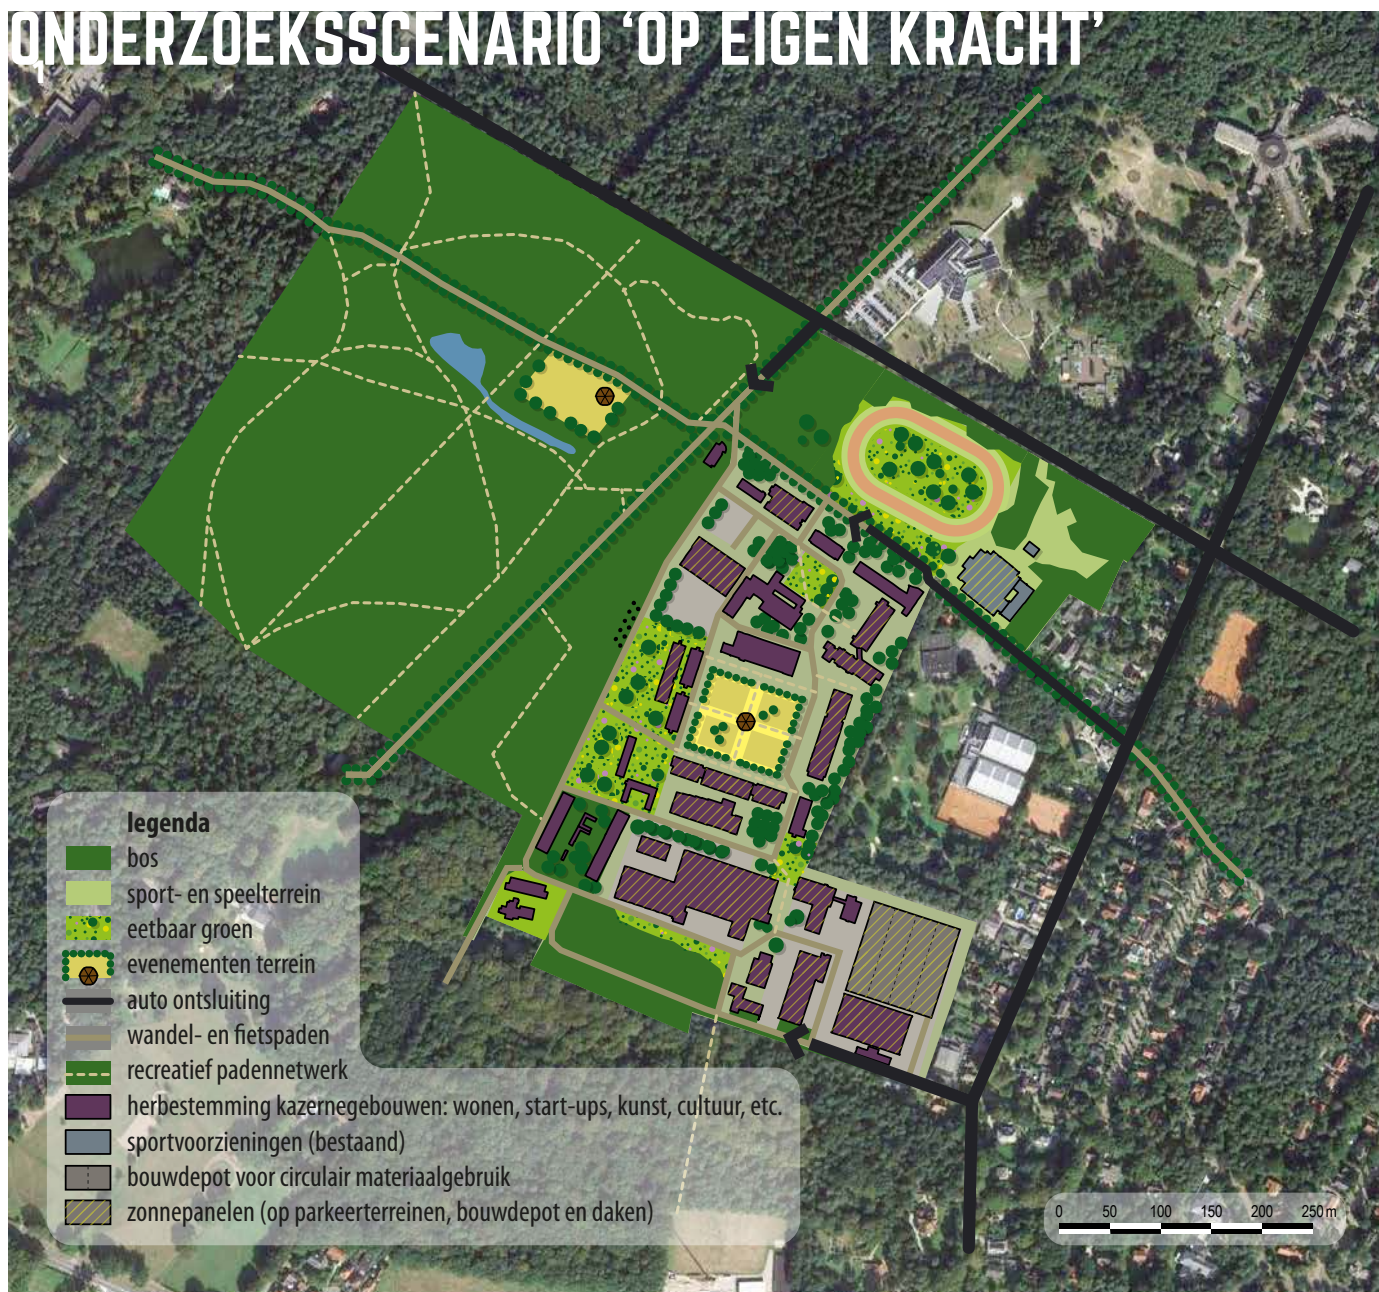 ONDERZOEKSSCENARIO ‘OP EIGEN KRACHT’
1
legenda
bos
sport- en speelterrein
eetbaar groen
evenementen terrein
auto ontsluiting
wandel- en fietspaden
recreatief padennetwerk
herbestemming kazernegebouwen: wonen, start-ups, kunst, cultuur, etc.
sportvoorzieningen (bestaand)
bouwdepot voor circulair materiaalgebruik
zonnepanelen (op parkeerterreinen, bouwdepot en daken)
0 50 100 150 200 250 m